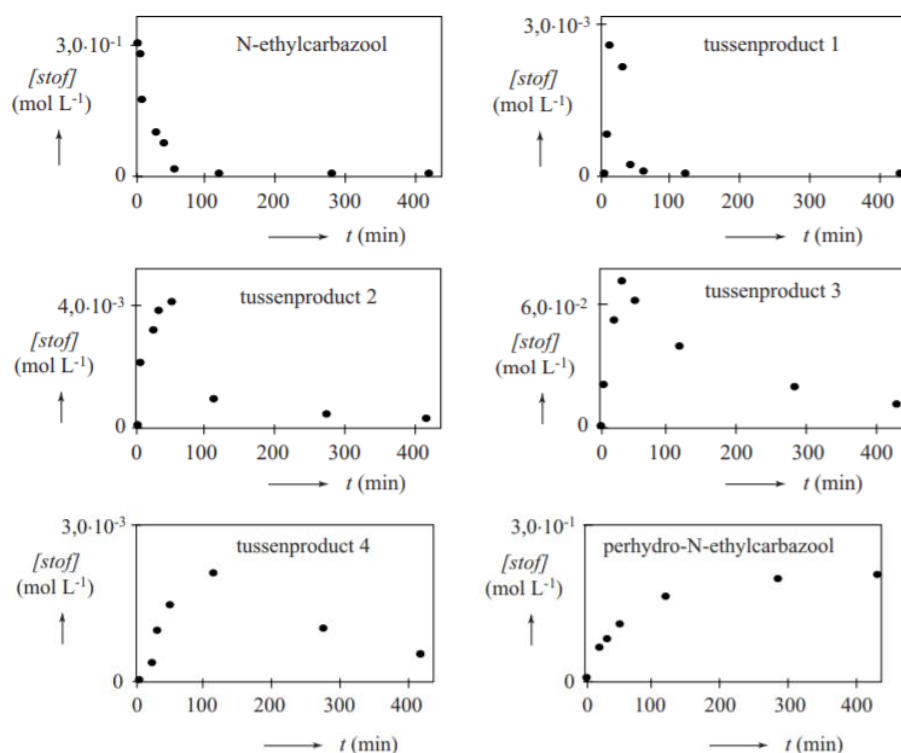 N-ethylcarbazool
3,0·10⁻¹
[stof]
(mol L⁻¹)
0
0 100 200 300 400
t (min)
tussenproduct 1
3,0·10⁻³
[stof]
(mol L⁻¹)
0
0 100 200 300 400
t (min)
tussenproduct 2
4,0·10⁻³
[stof]
(mol L⁻¹)
0
0 100 200 300 400
t (min)
tussenproduct 3
6,0·10⁻²
[stof]
(mol L⁻¹)
0
0 100 200 300 400
t (min)
tussenproduct 4
3,0·10⁻³
[stof]
(mol L⁻¹)
0
0 100 200 300 400
t (min)
perhydro-N-ethylcarbazool
3,0·10⁻¹
[stof]
(mol L⁻¹)
0
0 100 200 300 400
t (min)